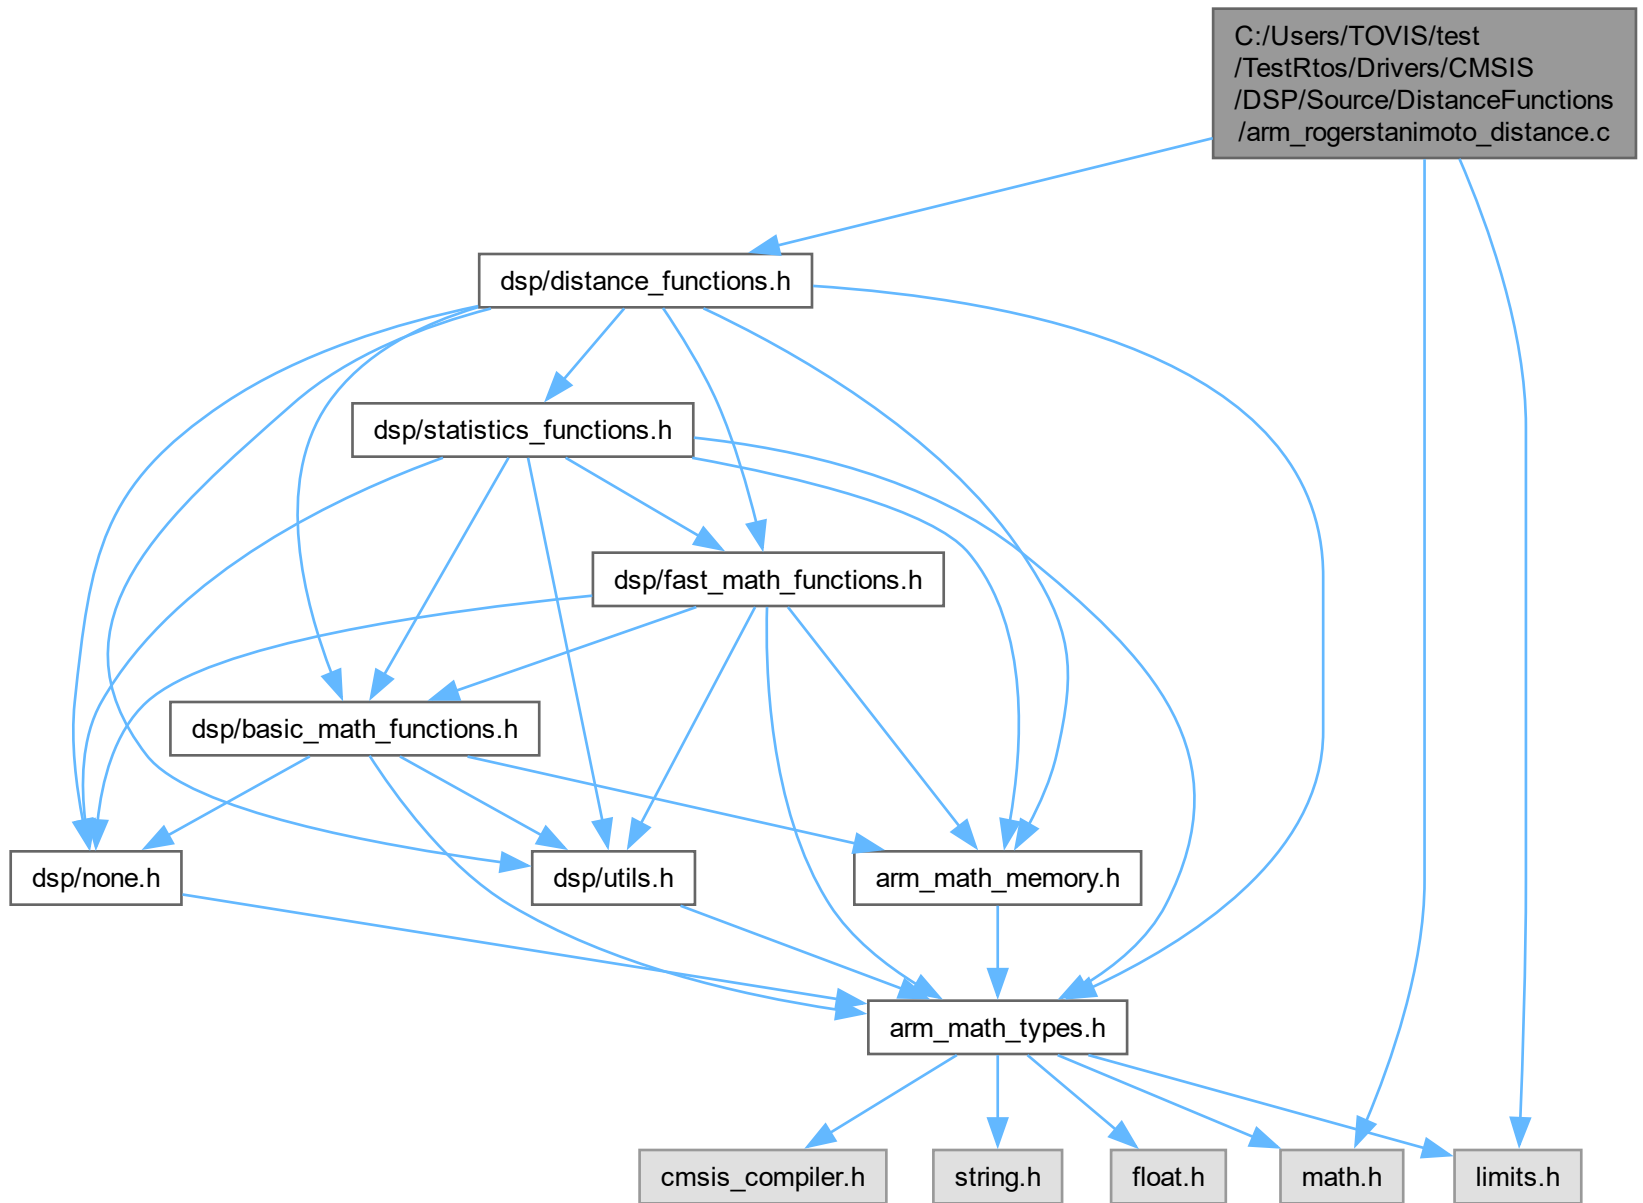 C:/Users/TOVIS/test
/TestRtos/Drivers/CMSIS
/DSP/Source/DistanceFunctions
/arm_rogerstanimoto_distance.c
dsp/distance_functions.h
dsp/statistics_functions.h
dsp/fast_math_functions.h
dsp/basic_math_functions.h
dsp/none.h
dsp/utils.h
arm_math_memory.h
arm_math_types.h
cmsis_compiler.h
string.h
float.h
math.h
limits.h